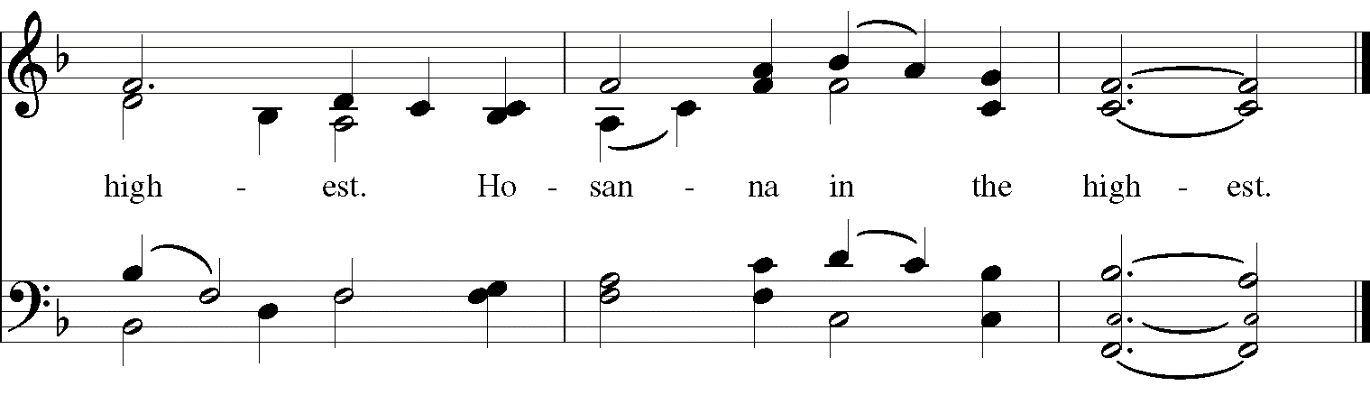 high - est. Ho - san - na in the high - est.